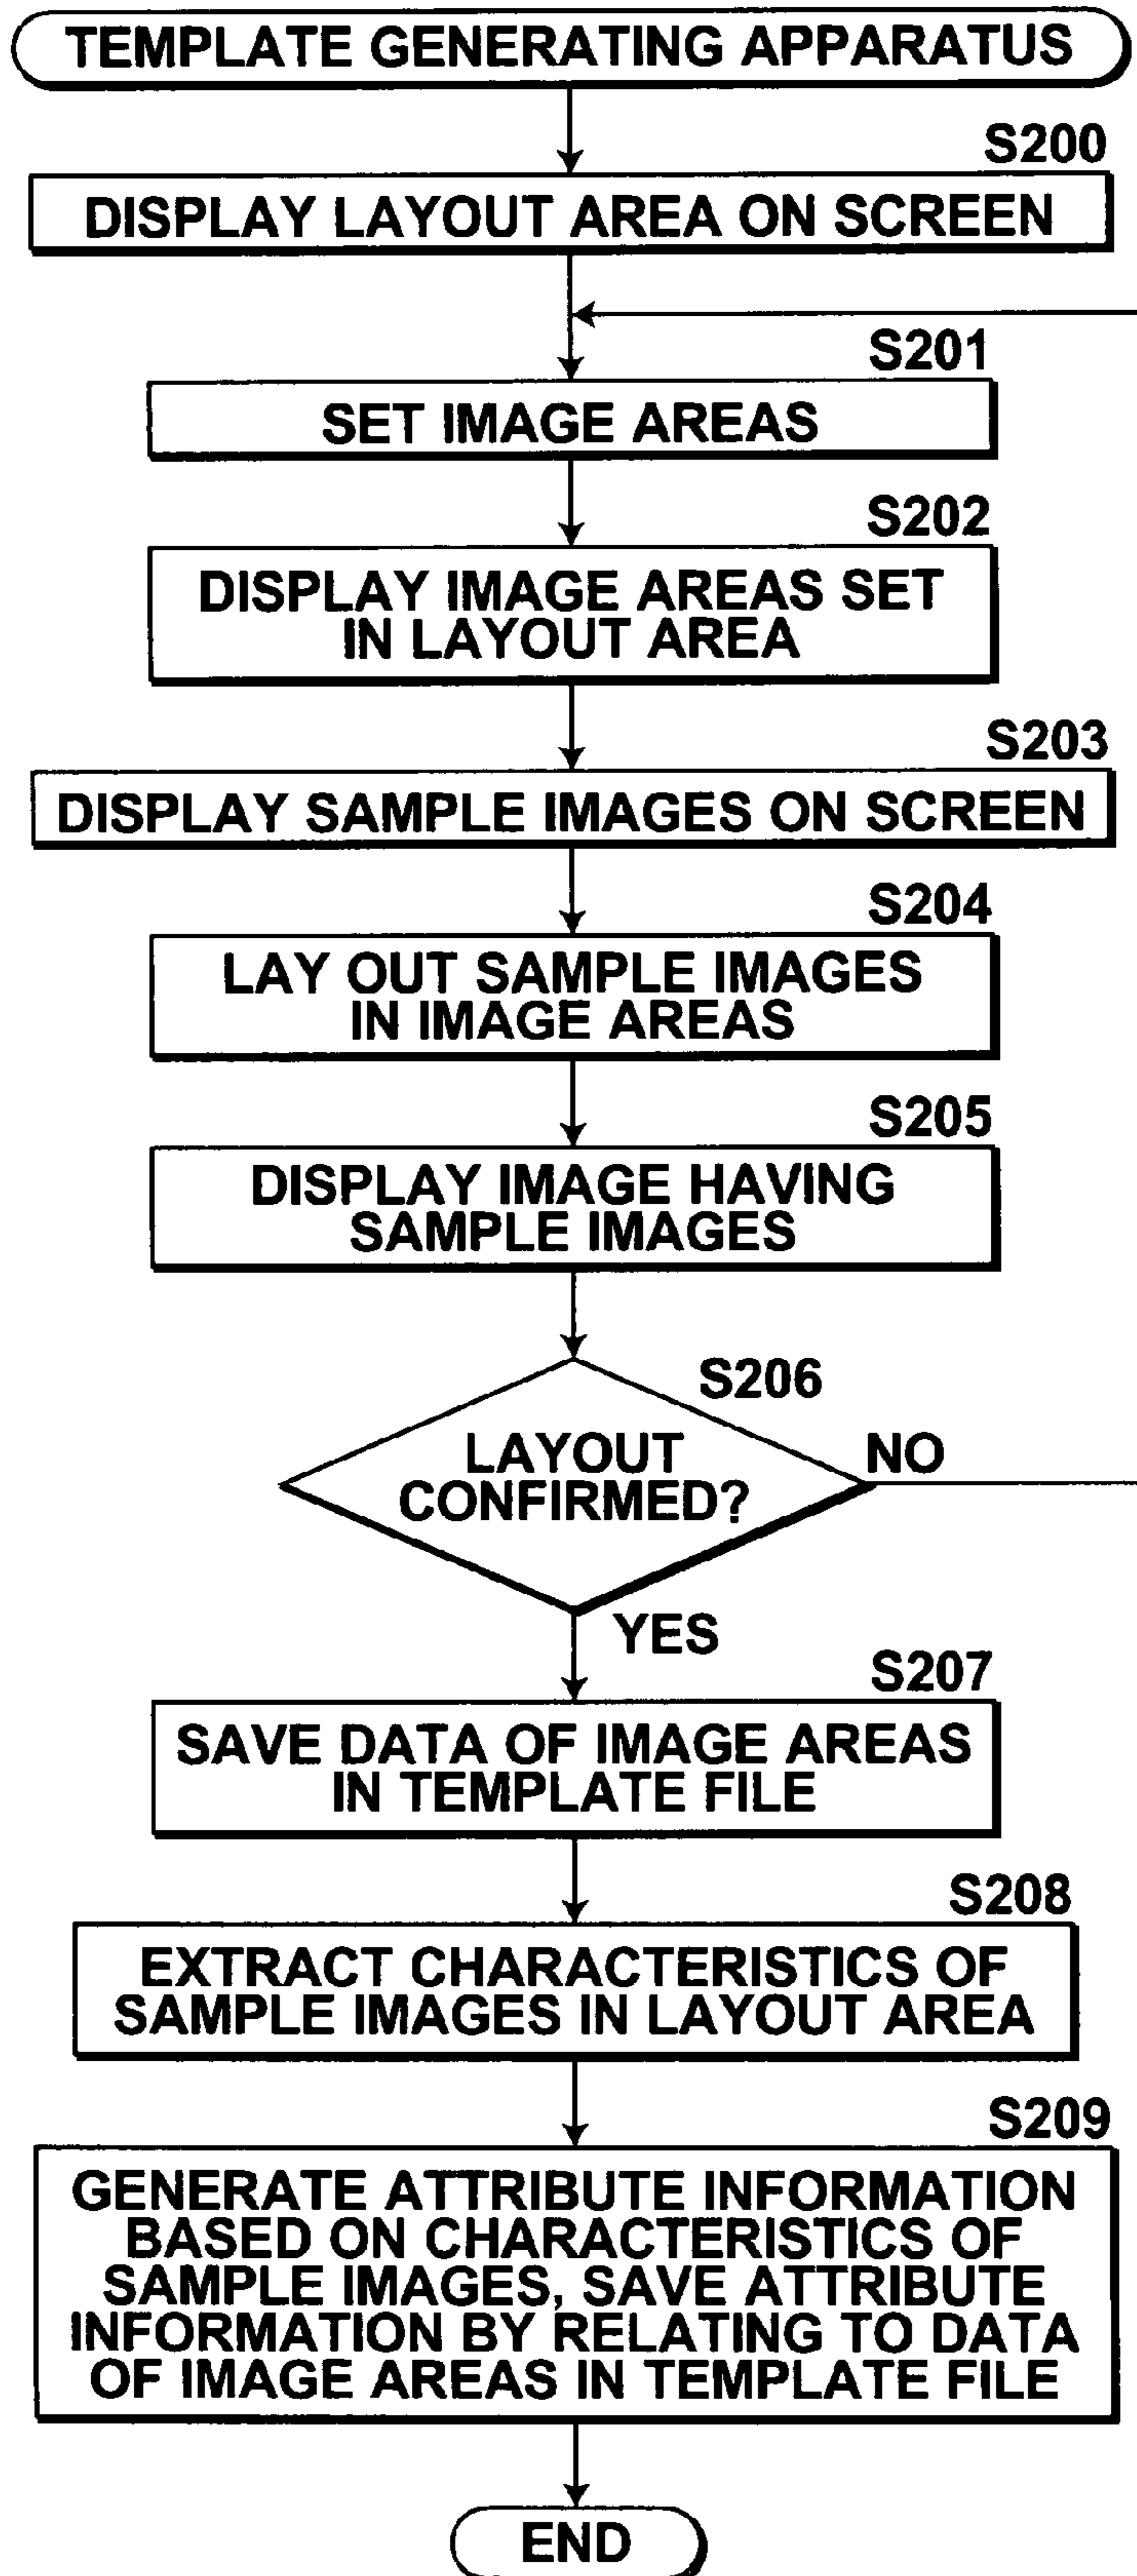 TEMPLATE GENERATING APPARATUS
S200
DISPLAY LAYOUT AREA ON SCREEN
S201
SET IMAGE AREAS
S202
DISPLAY IMAGE AREAS SET
IN LAYOUT AREA
S203
DISPLAY SAMPLE IMAGES ON SCREEN
S204
LAY OUT SAMPLE IMAGES
IN IMAGE AREAS
S205
DISPLAY IMAGE HAVING
SAMPLE IMAGES
S206
LAYOUT
CONFIRMED?
NO
YES
S207
SAVE DATA OF IMAGE AREAS
IN TEMPLATE FILE
S208
EXTRACT CHARACTERISTICS OF
SAMPLE IMAGES IN LAYOUT AREA
S209
GENERATE ATTRIBUTE INFORMATION
BASED ON CHARACTERISTICS OF
SAMPLE IMAGES, SAVE ATTRIBUTE
INFORMATION BY RELATING TO DATA
OF IMAGE AREAS IN TEMPLATE FILE
END